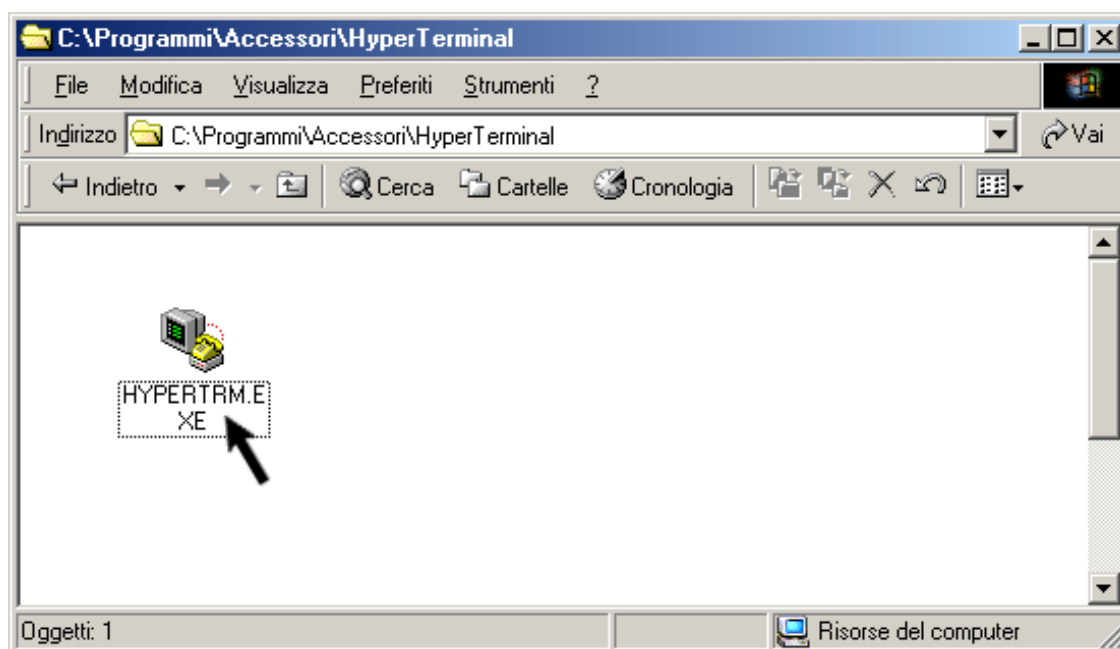 C:\Programmi\Accessori\HyperTerminal
File Modifica Visualizza Preferiti Strumenti ?
Indirizzo C:\Programmi\Accessori\HyperTerminal Vai
Indietro Cerca Cartelle Cronologia
HYPERTRM.E
XE
Oggetti: 1 Risorse del computer